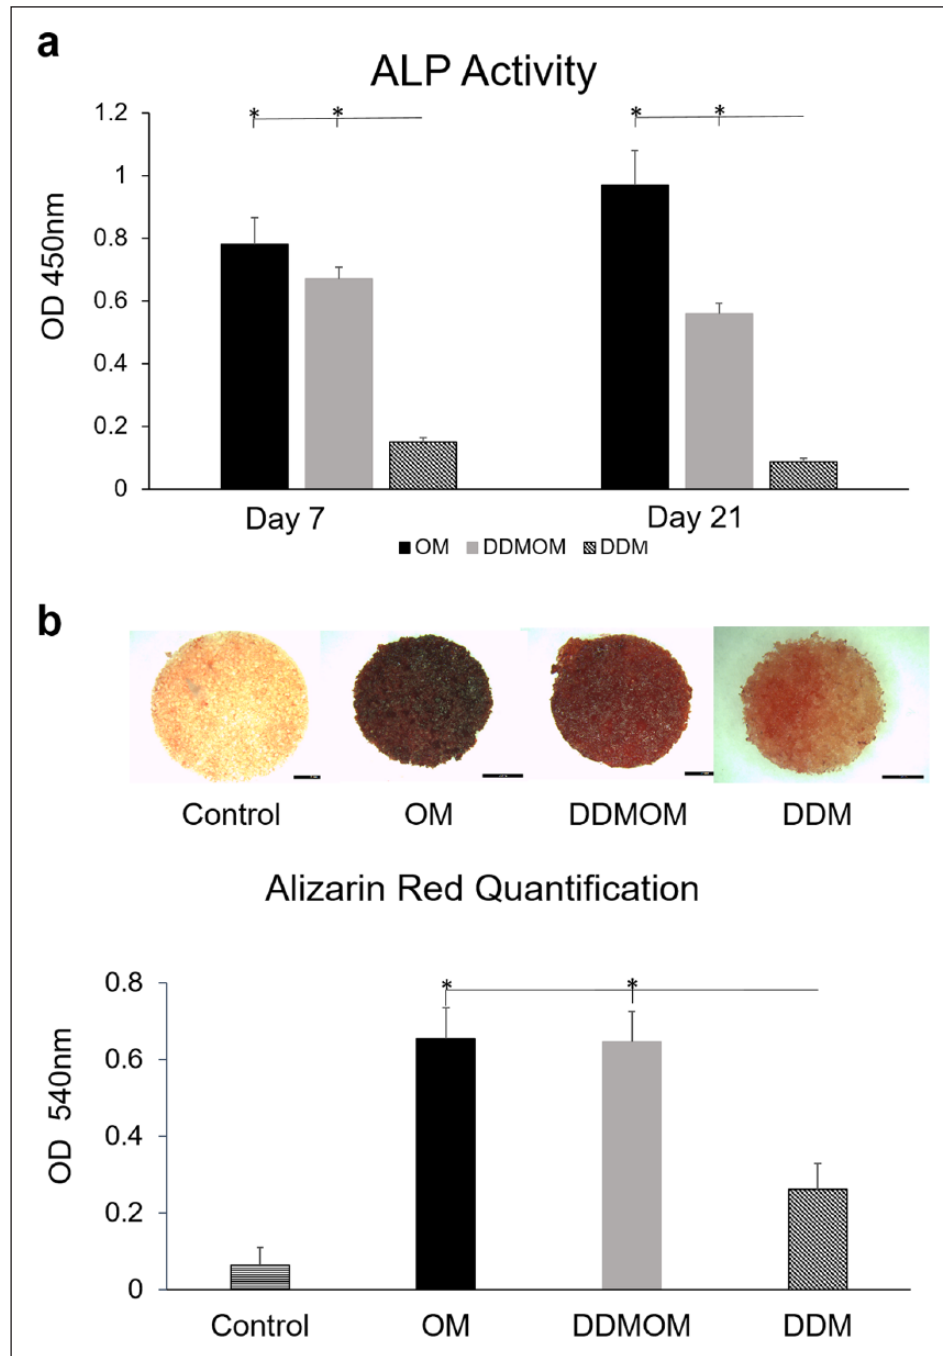 a
ALP Activity
* * * *
1.2
1
0.8
0.6
0.4
0.2
0
OD 450nm
Day 7 Day 21
OM DDMOM DDM
b
Control OM DDMOM DDM
Alizarin Red Quantification
* *
0.8
0.6
0.4
0.2
0
OD 540nm
Control OM DDMOM DDM